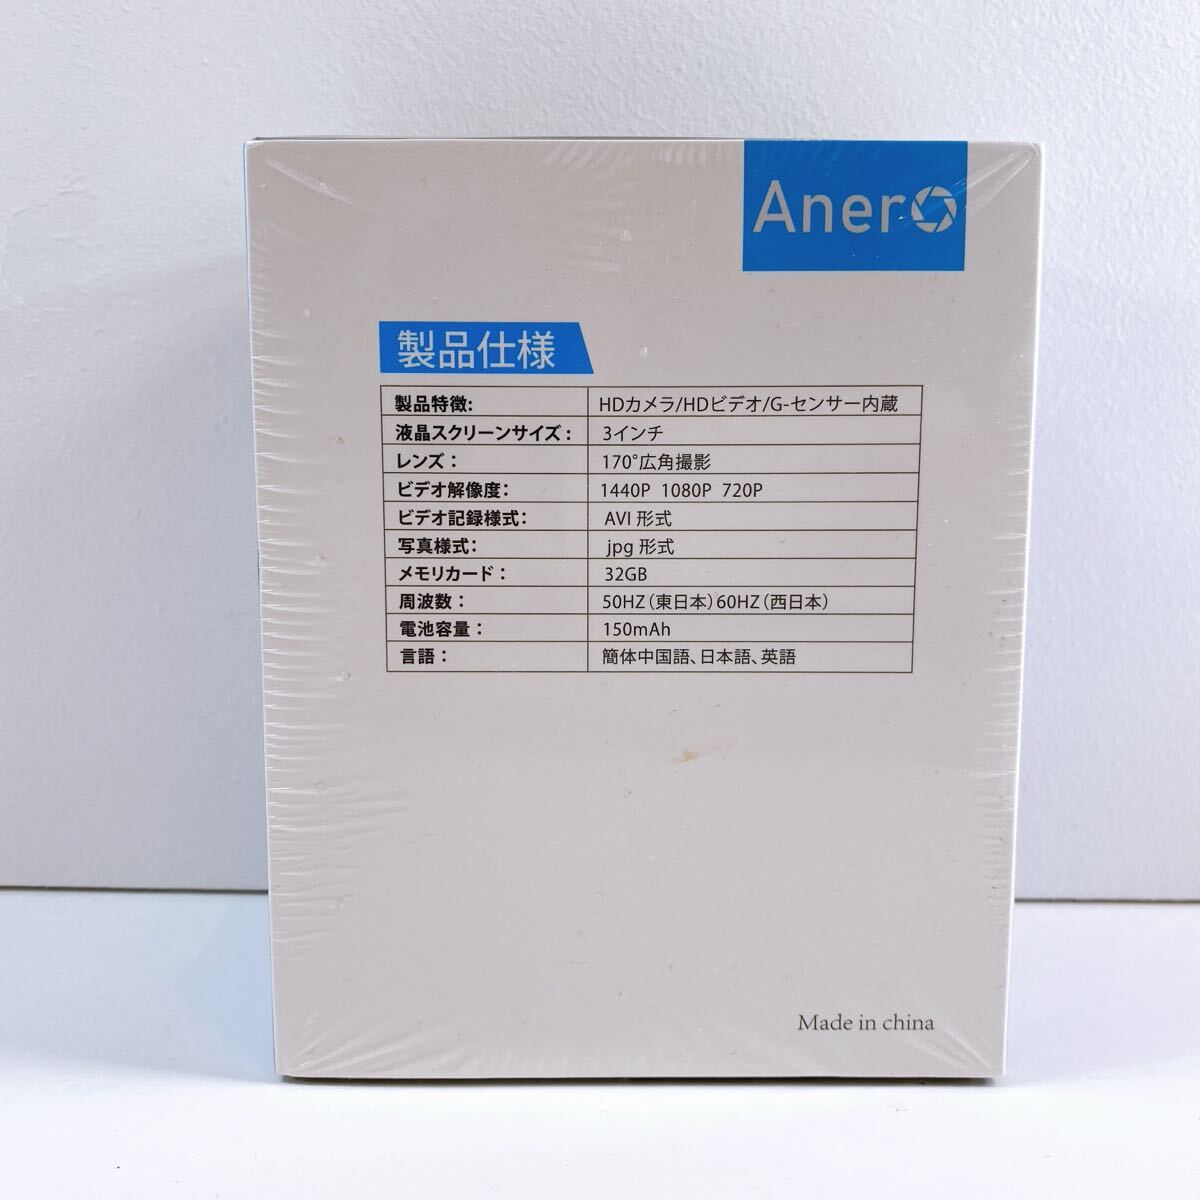 Anero
製品仕様
製品特徴: HDカメラ/HDビデオ/G-センサー内蔵
液晶スクリーンサイズ: 3インチ
レンズ: 170°広角撮影
ビデオ解像度: 1440P 1080P 720P
ビデオ記録様式: AVI 形式
写真様式: jpg 形式
メモリカード: 32GB
周波数: 50HZ(東日本)60HZ(西日本)
電池容量: 150mAh
言語: 簡体中国語、日本語、英語
Made in china